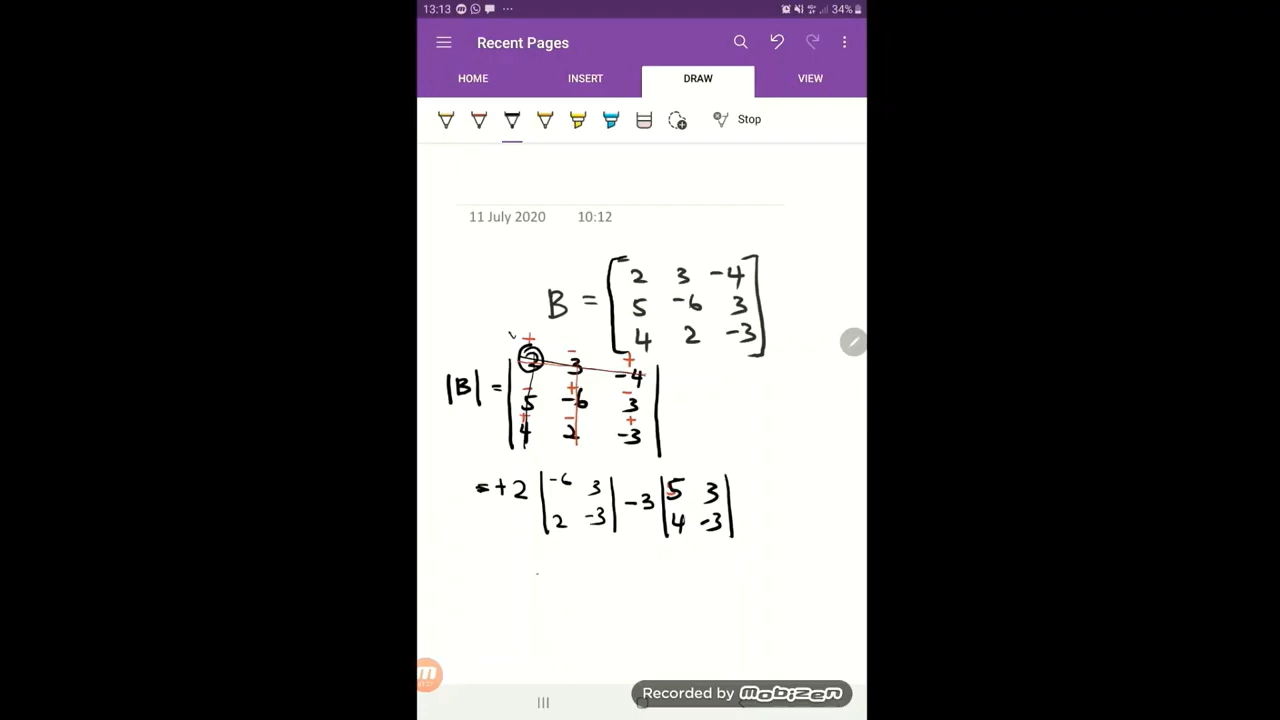 13:13 ... 34%
Recent Pages
HOME INSERT DRAW VIEW
Stop
11 July 2020 10:12
B = [ 2 3 -4
5 -6 3
4 2 -3 ]
+ - +
|B| = | 2 3 -4
- + -
5 -6 3
+ - +
4 2 -3 |
= + 2 | -6 3 | - 3 | 5 3 |
2 -3 4 -3
Recorded by mobizen